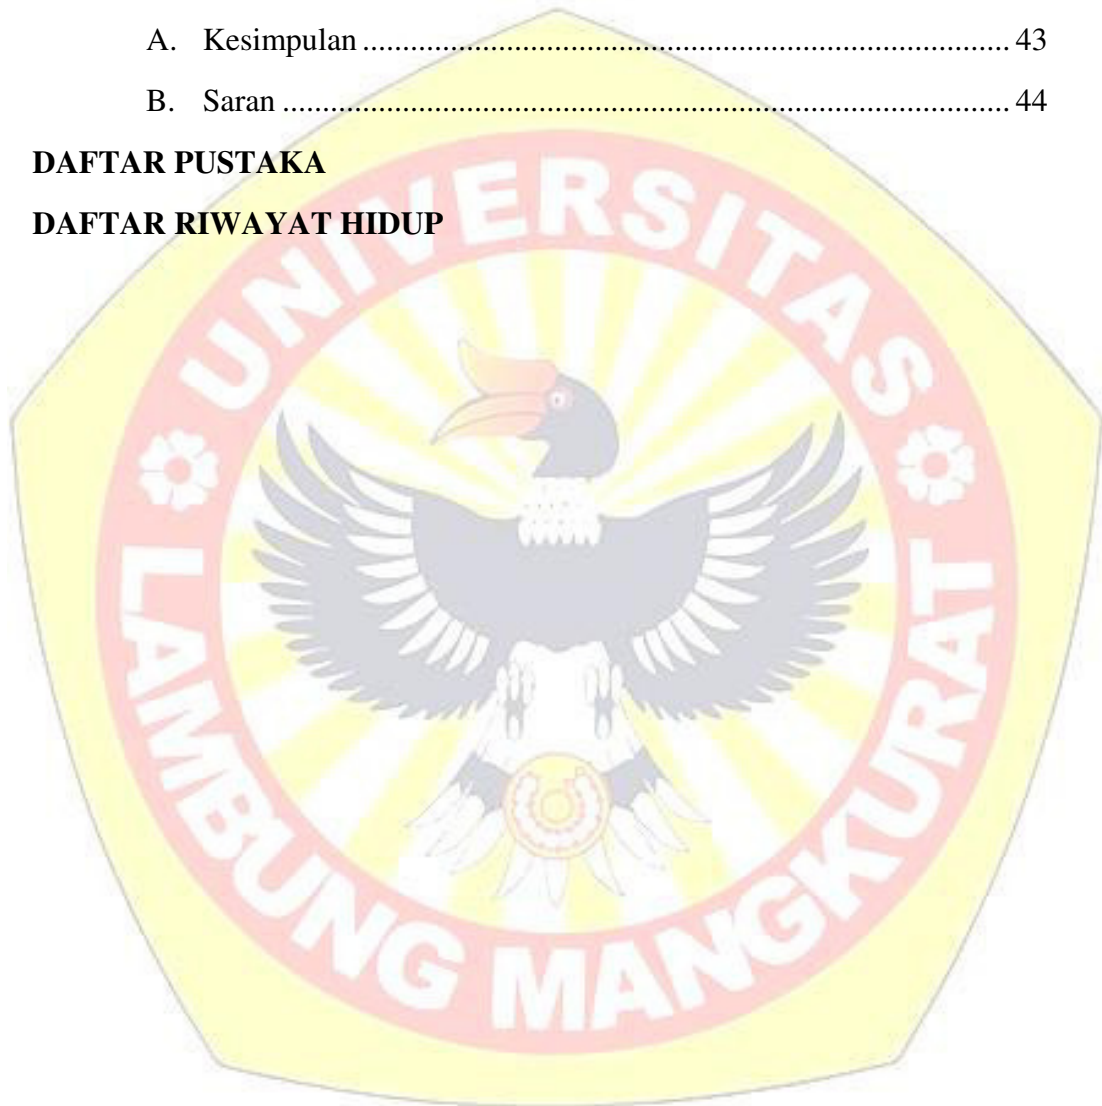 A. Kesimpulan ................................................................................ 43
B. Saran .......................................................................................... 44
DAFTAR PUSTAKA
DAFTAR RIWAYAT HIDUP
UNIVERSITAS
LAMBUNG MANGKURAT